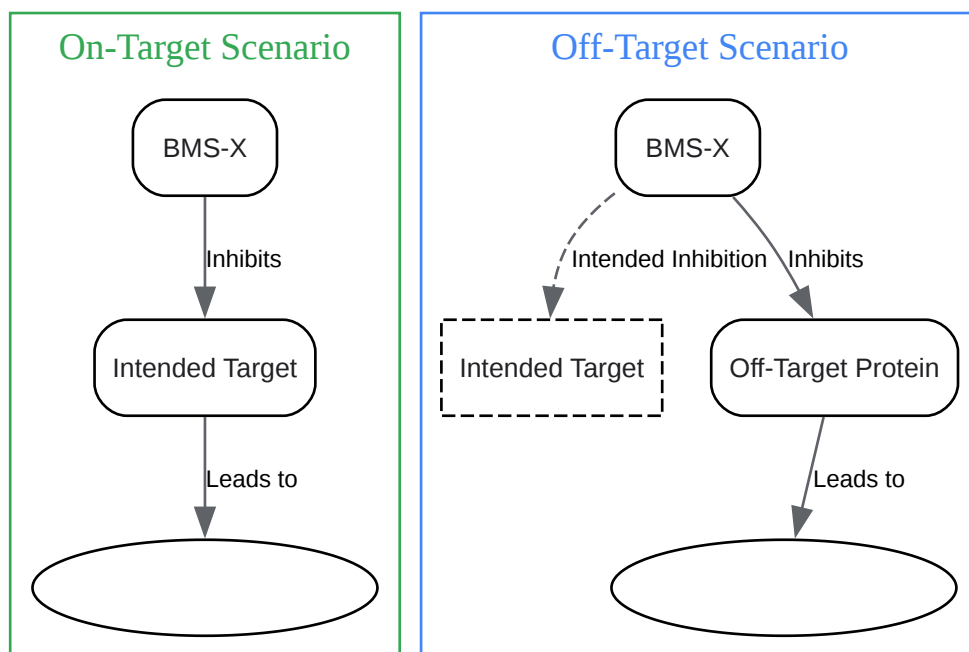 On-Target Scenario
BMS-X
Inhibits
Intended Target
Leads to
Off-Target Scenario
BMS-X
Intended Inhibition
Inhibits
Intended Target
Off-Target Protein
Leads to